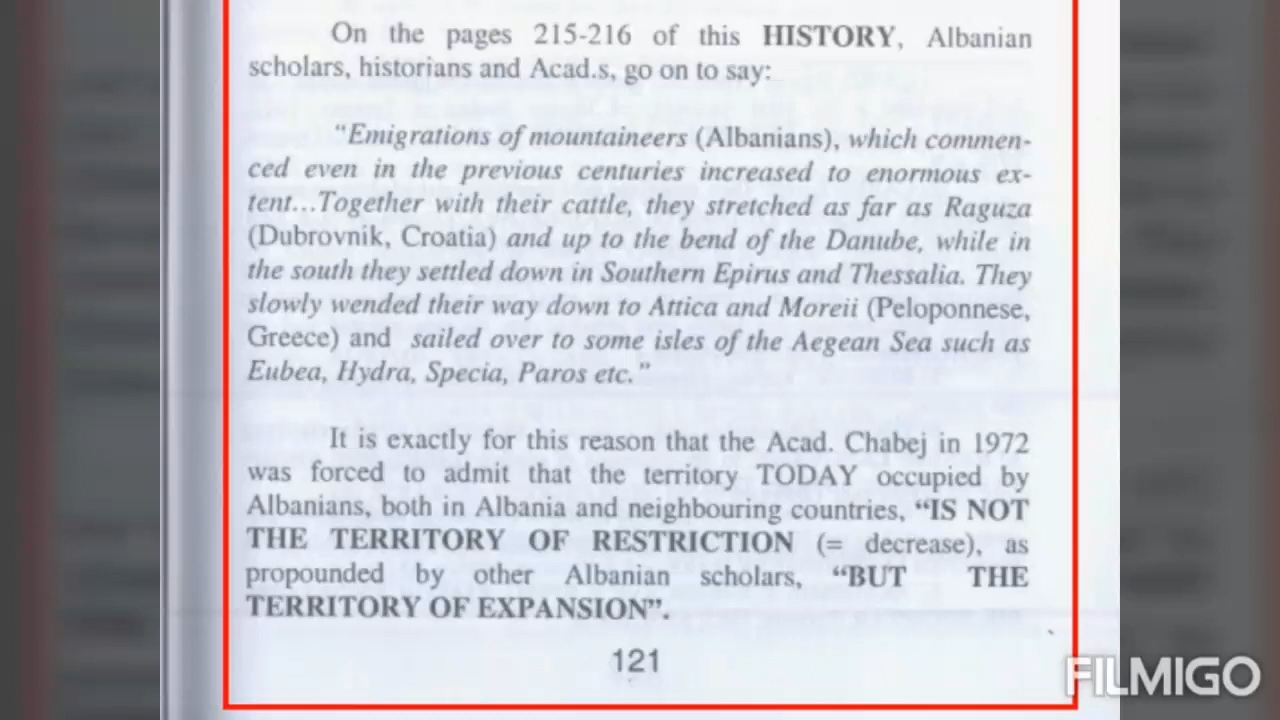 On the pages 215-216 of this HISTORY, Albanian
scholars, historians and Acad.s, go on to say:
"Emigrations of mountaineers (Albanians), which commen-
ced even in the previous centuries increased to enormous ex-
tent...Together with their cattle, they stretched as far as Raguza
(Dubrovnik, Croatia) and up to the bend of the Danube, while in
the south they settled down in Southern Epirus and Thessalia. They
slowly wended their way down to Attica and Moreii (Peloponnese,
Greece) and sailed over to some isles of the Aegean Sea such as
Eubea, Hydra, Specia, Paros etc."
It is exactly for this reason that the Acad. Chabej in 1972
was forced to admit that the territory TODAY occupied by
Albanians, both in Albania and neighbouring countries, "IS NOT
THE TERRITORY OF RESTRICTION (= decrease), as
propounded by other Albanian scholars, "BUT THE
TERRITORY OF EXPANSION".
121
FILMIGO